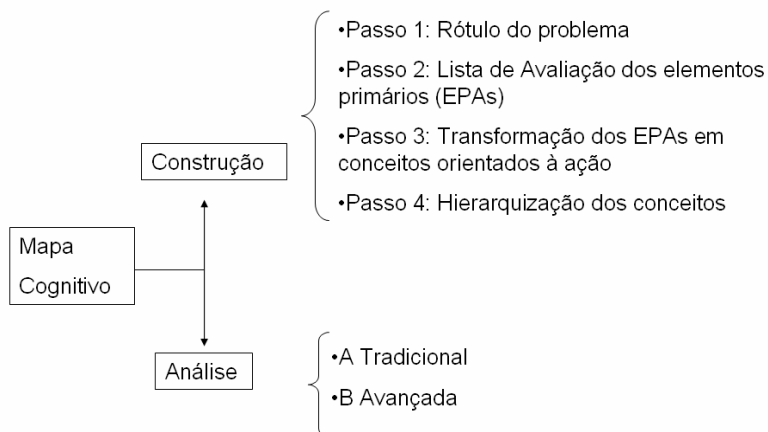 •Passo 1: Rótulo do problema
•Passo 2: Lista de Avaliação dos elementos
primários (EPAs)
•Passo 3: Transformação dos EPAs em
conceitos orientados à ação
•Passo 4: Hierarquização dos conceitos
Construção
Mapa
Cognitivo
Análise
•A Tradicional
•B Avançada